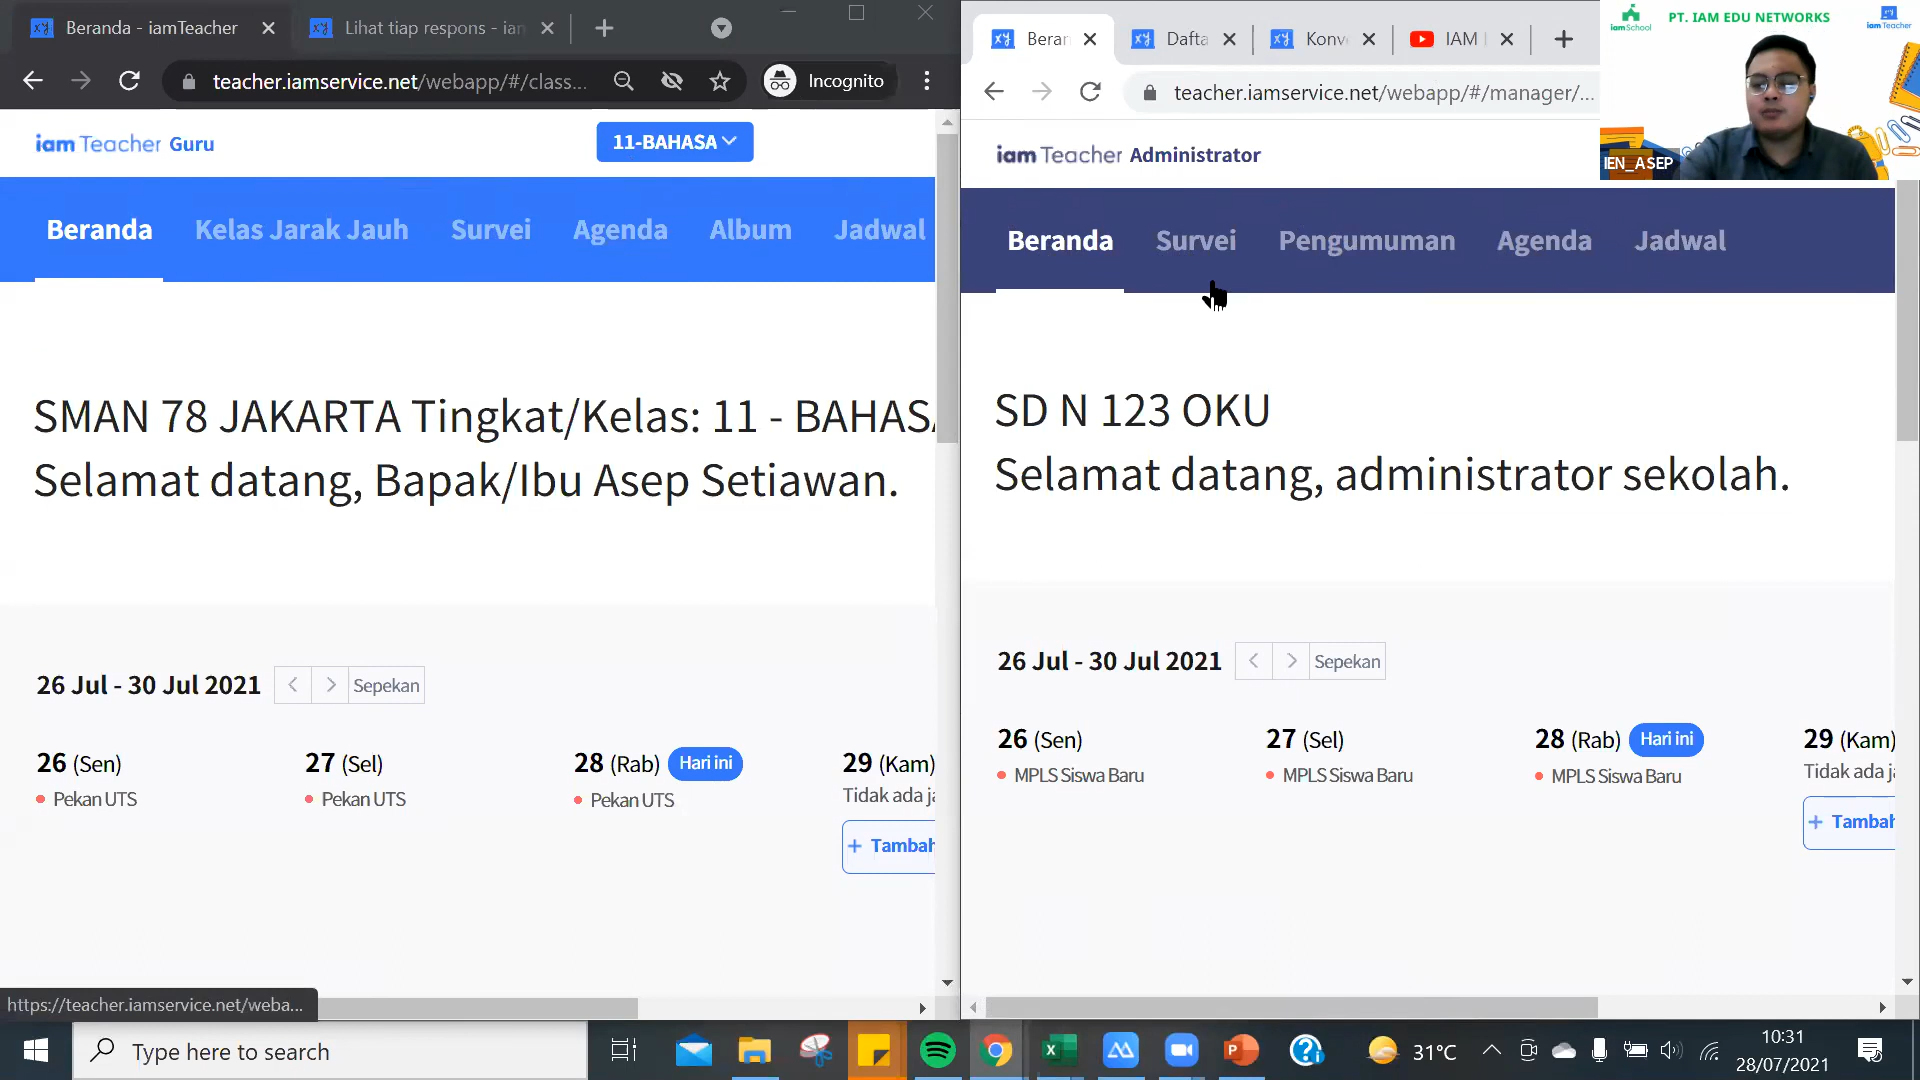 Beranda - iamTeacher
Lihat tiap respons - ian
teacher.iamservice.net/webapp/#/class...
Incognito
iam Teacher Guru
11-BAHASA
Beranda
Kelas Jarak Jauh
Survei
Agenda
Album
Jadwal
SMAN 78 JAKARTA Tingkat/Kelas: 11 - BAHASA
Selamat datang, Bapak/Ibu Asep Setiawan.
26 Jul - 30 Jul 2021
Sepekan
26 (Sen)
Pekan UTS
27 (Sel)
Pekan UTS
28 (Rab)
Hari ini
Pekan UTS
29 (Kam)
Tidak ada ja
+ Tambah
https://teacher.iamservice.net/weba...
Beran
Dafta
Konve
IAM
teacher.iamservice.net/webapp/#/manager/...
iam Teacher Administrator
Beranda
Survei
Pengumuman
Agenda
Jadwal
SD N 123 OKU
Selamat datang, administrator sekolah.
26 Jul - 30 Jul 2021
Sepekan
26 (Sen)
MPLS Siswa Baru
27 (Sel)
MPLS Siswa Baru
28 (Rab)
Hari ini
MPLS Siswa Baru
29 (Kam)
Tidak ada ja
+ Tambah
iamSchool
PT. IAM EDU NETWORKS
iam Teacher
IEN_ASEP
Type here to search
31°C
10:31
28/07/2021